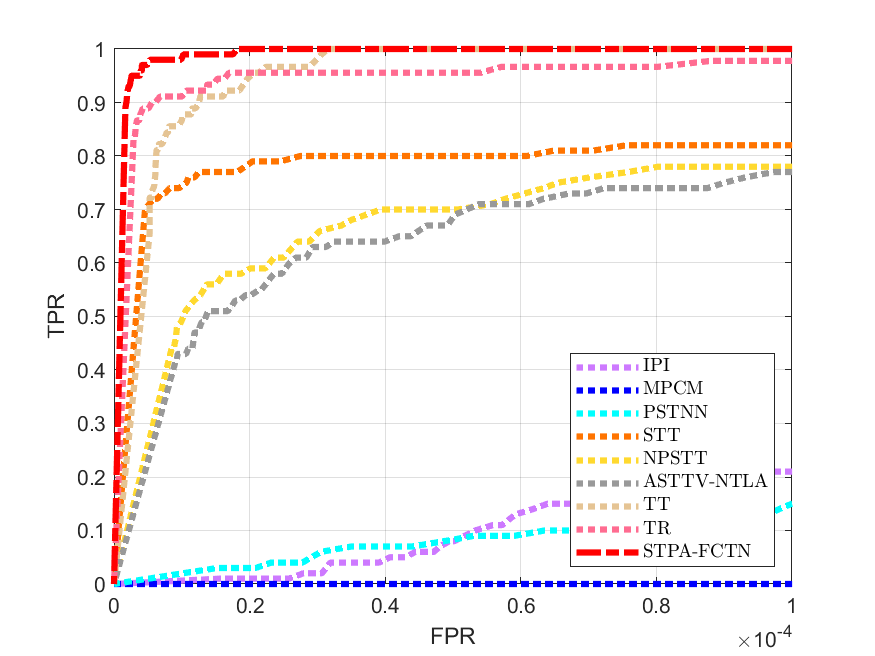 1
0.9
0.8
0.7
0.6
0.5
0.4
0.3
0.2
0.1
0
TPR
IPI
MPCM
PSTNN
STT
NPSTT
ASTTV-NTLA
TT
TR
STPA-FCTN
0 0.2 0.4 0.6 0.8 1
FPR
×10⁻⁴